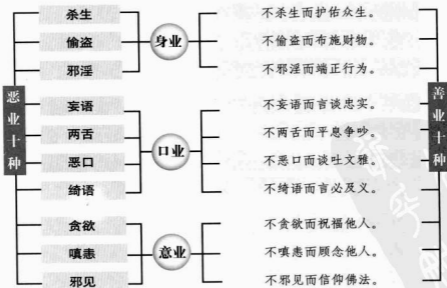 恶业十种
杀生
偷盗
邪淫
妄语
两舌
恶口
绮语
贪欲
嗔恚
邪见
身业
口业
意业
不杀生而护佑众生。
不偷盗而布施财物。
不邪淫而端正行为。
不妄语而言谈忠实。
不两舌而平息争吵。
不恶口而谈吐文雅。
不绮语而言必及义。
不贪欲而祝福他人。
不嗔恚而顾念他人。
不邪见而信仰佛法。
善业十种